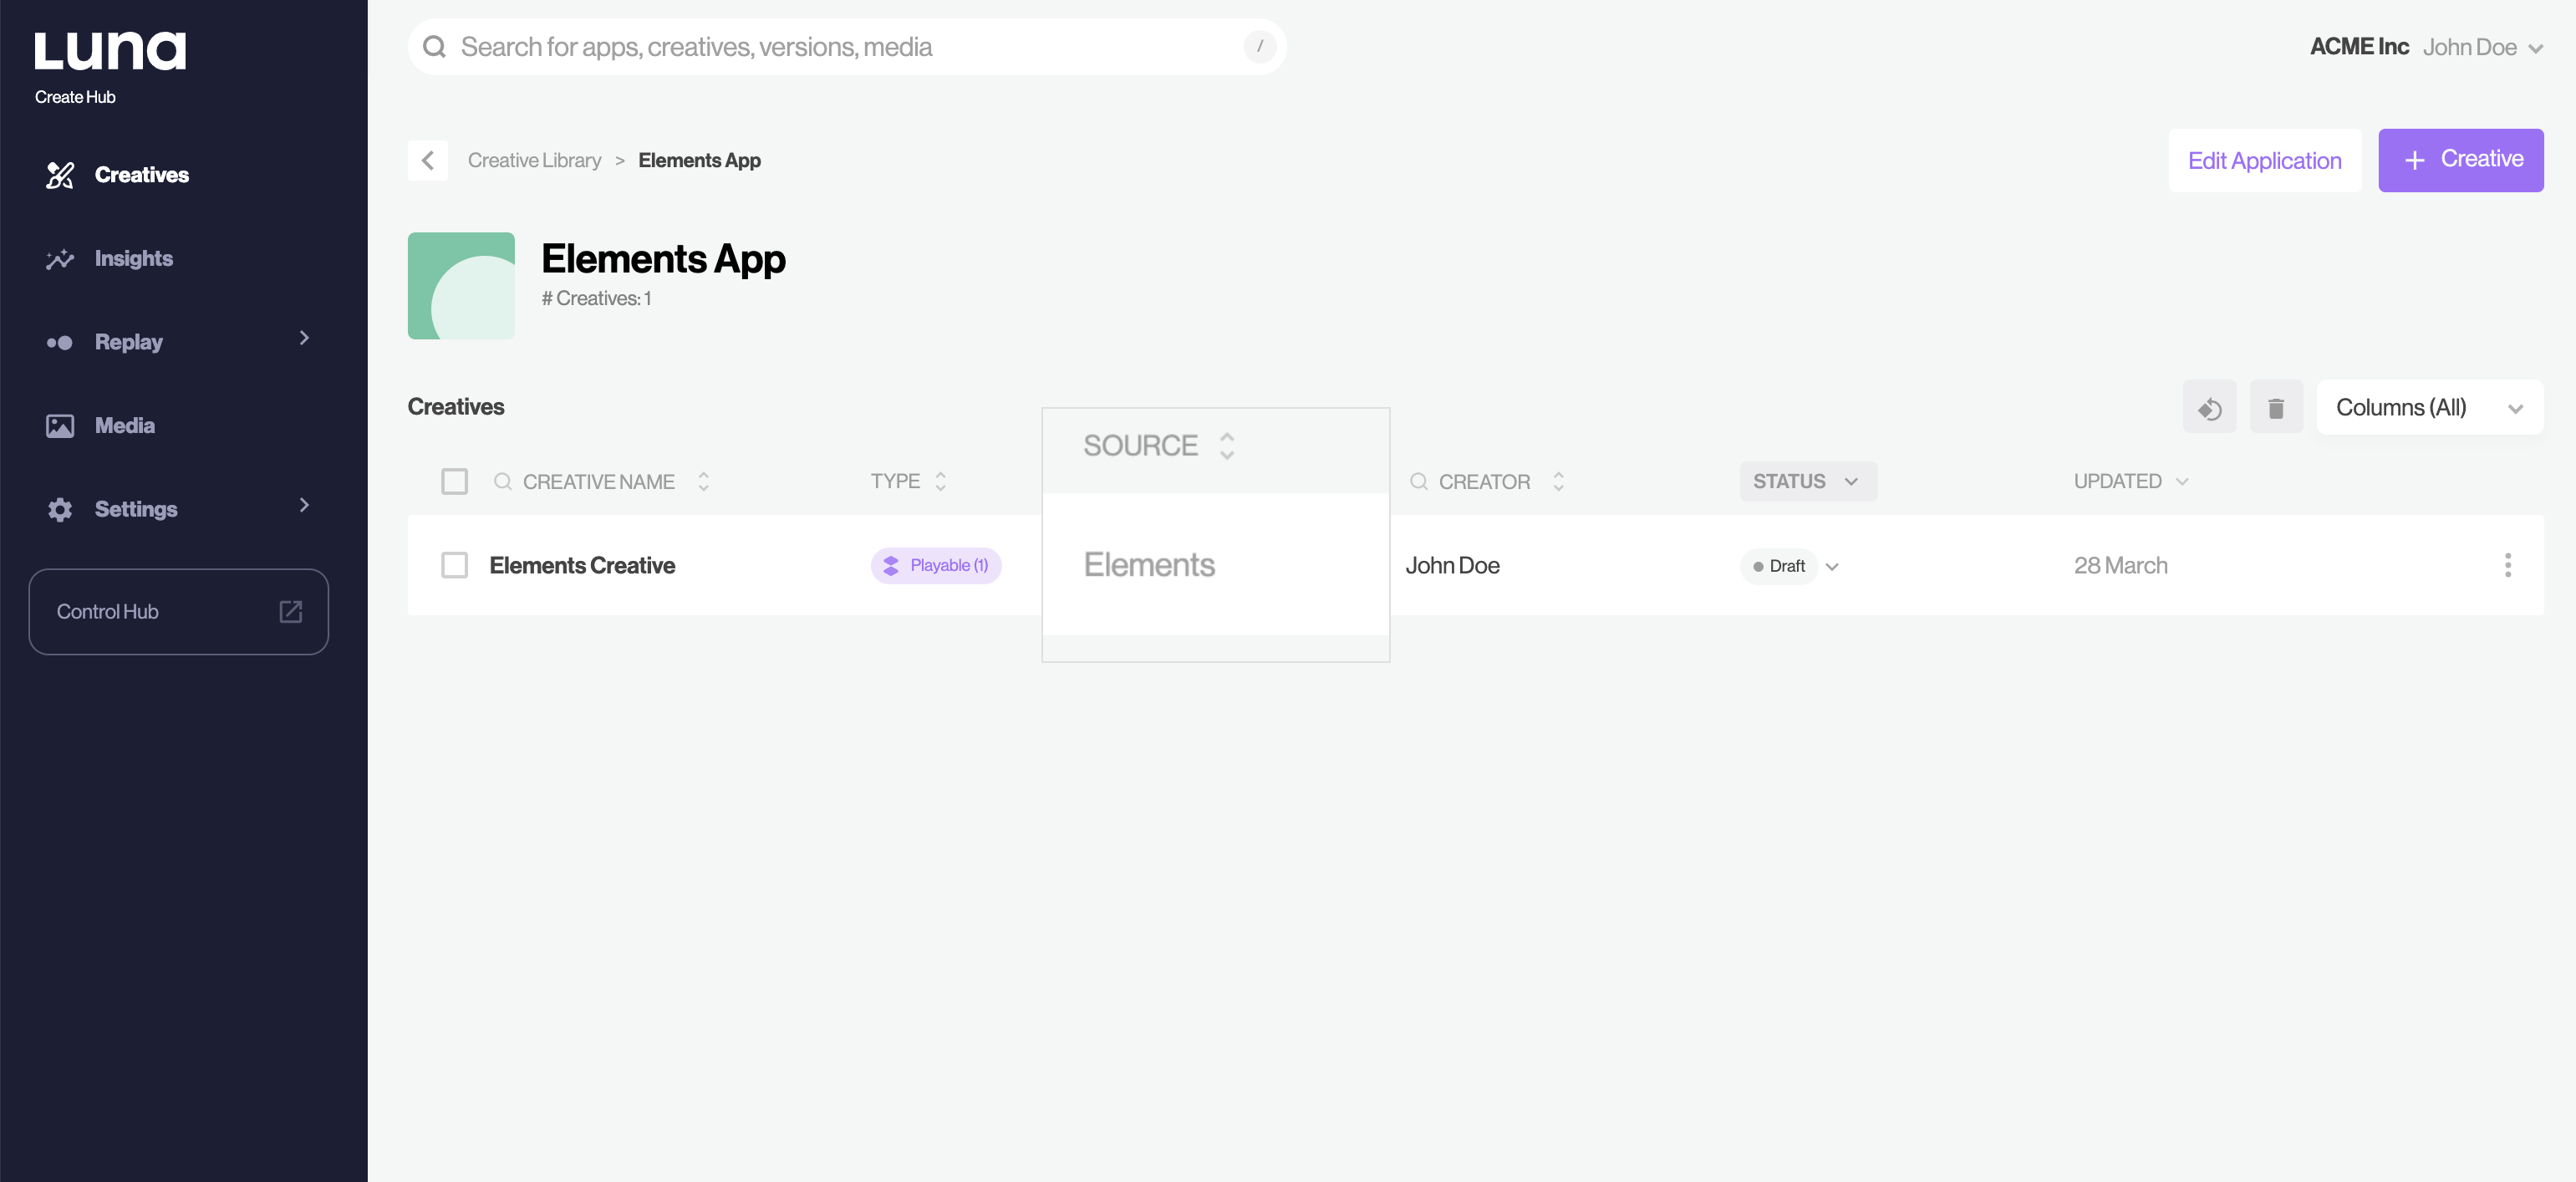 Luna
Create Hub
Creatives
Insights
Replay
Media
Settings
Control Hub
Search for apps, creatives, versions, media /
ACME Inc John Doe
Creative Library > Elements App
Edit Application
+ Creative
Elements App
# Creatives: 1
Creatives
Columns (All)
CREATIVE NAME TYPE SOURCE CREATOR STATUS UPDATED
Elements Creative Playable (1) Elements John Doe Draft 28 March